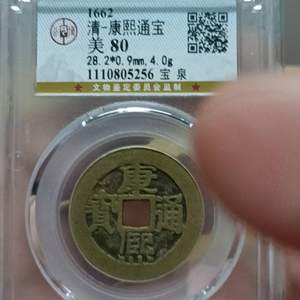 1662
清-康熙通宝
美 80
28.2*0.9mm,4.0g
1110805256 宝 泉
★ 文物鉴定委员会监制 ★
康熙通寳